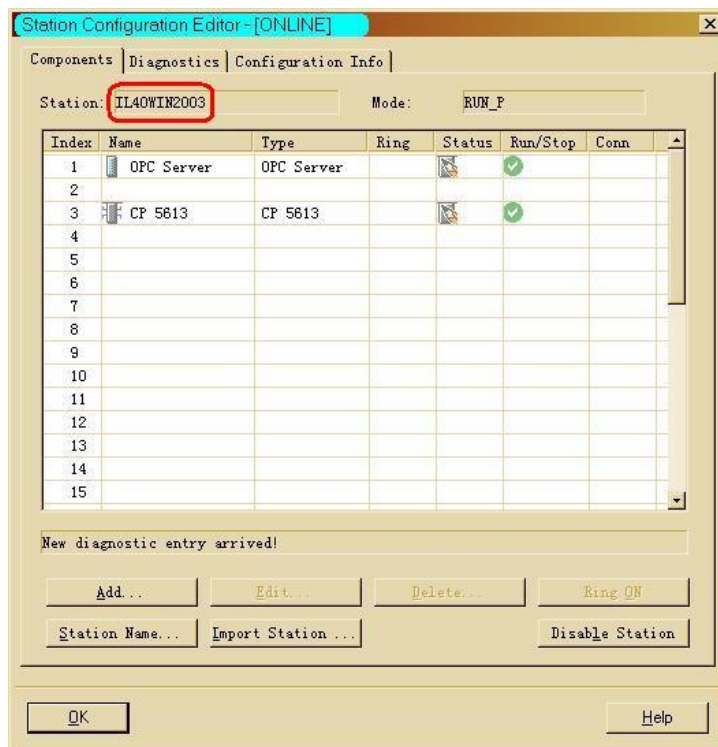 Station Configuration Editor - [ONLINE]
Components Diagnostics Configuration Info
Station: IL40WIN2003 Mode: RUN_P
Index Name Type Ring Status Run/Stop Conn
1 OPC Server OPC Server
2
3 CP 5613 CP 5613
4
5
6
7
8
9
10
11
12
13
14
15
New diagnostic entry arrived!
Add... Edit... Delete... Ring ON
Station Name... Import Station ... Disable Station
OK Help